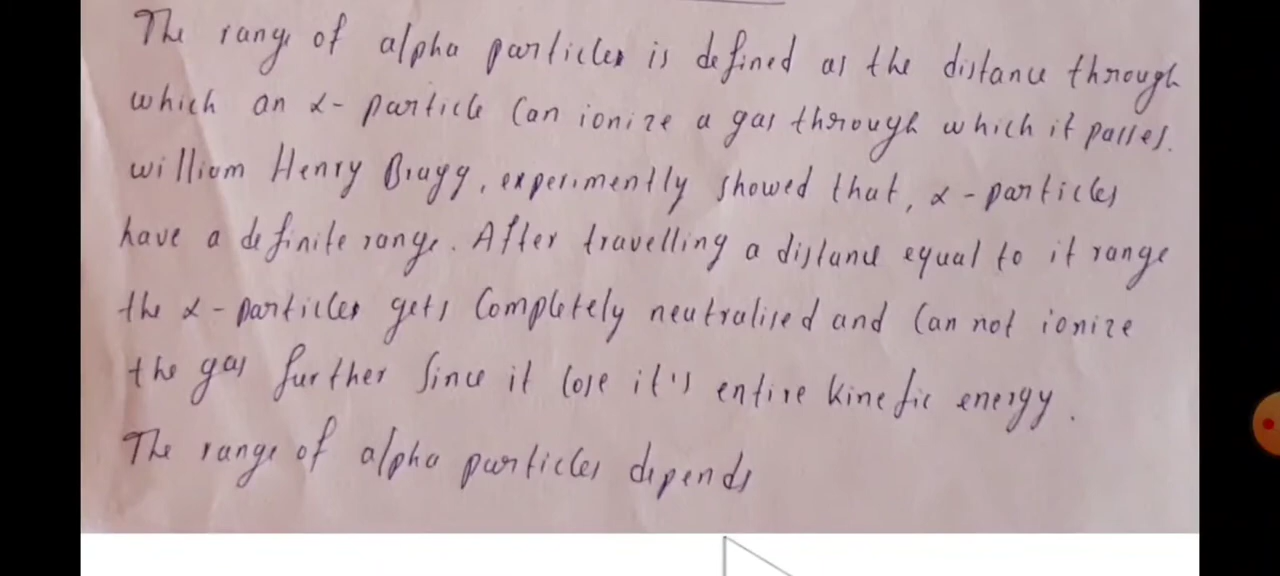 The range of alpha particles is defined as the distance through
which an α- particle can ionize a gas through which it passes.
william Henry Bragg, experimently showed that, α - particles
have a definite range. After travelling a distance equal to it range
the α - particles gets completely neutralised and can not ionize
the gas further since it lose it's entire kinetic energy.
The range of alpha particles depends